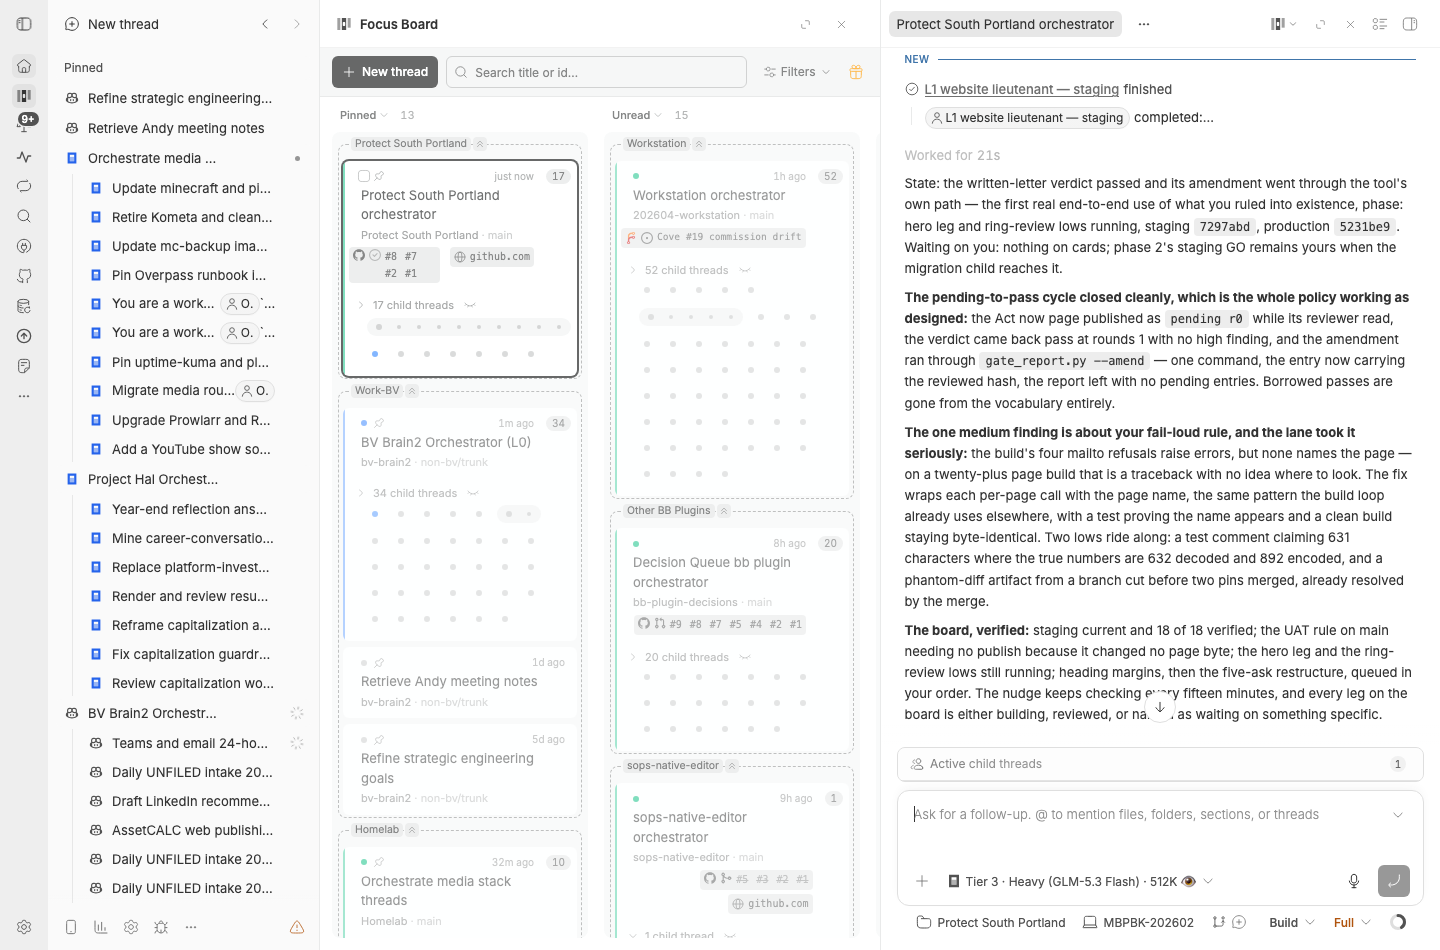 New thread
Pinned
Refine strategic engineering...
Retrieve Andy meeting notes
9+
Orchestrate media ...
Update minecraft and pl...
Retire Kometa and clean...
Update mc-backup ima...
Pin Overpass runbook i...
You are a work... O. `...
You are a work... O. `...
Pin uptime-kuma and pl...
Migrate media rou... O.
Upgrade Prowlarr and R...
Add a YouTube show so...
Project Hal Orchest...
Year-end reflection ans...
Mine career-conversatio...
Replace platform-invest...
Render and review resu...
Reframe capitalization a...
Fix capitalization guardr...
Review capitalization wo...
BV Brain2 Orchestr...
Teams and email 24-ho...
Daily UNFILED intake 20...
Draft LinkedIn recomme...
AssetCALC web publishi...
Daily UNFILED intake 20...
Daily UNFILED intake 20...
Focus Board
New thread
Search title or id...
Filters
Pinned 13
Protect South Portland
just now 17
Protect South Portland
orchestrator
Protect South Portland · main
#8 #7
#2 #1
github.com
17 child threads
Work-BV
1m ago 34
BV Brain2 Orchestrator (L0)
bv-brain2 · non-bv/trunk
34 child threads
1d ago
Retrieve Andy meeting notes
bv-brain2 · non-bv/trunk
5d ago
Refine strategic engineering
goals
bv-brain2 · non-bv/trunk
Homelab
32m ago 10
Orchestrate media stack
threads
Homelab · main
Unread 15
Workstation
1h ago 52
Workstation orchestrator
202604-workstation · main
Cove #19 commission drift
52 child threads
Other BB Plugins
8h ago 20
Decision Queue bb plugin
orchestrator
bb-plugin-decisions · main
#9 #8 #7 #5 #4 #2 #1
20 child threads
sops-native-editor
9h ago 1
sops-native-editor
orchestrator
sops-native-editor · main
#5 #3 #2 #1
github.com
1 child thread
Protect South Portland orchestrator
NEW
L1 website lieutenant — staging finished
L1 website lieutenant — staging completed:...
Worked for 21s
State: the written-letter verdict passed and its amendment went through the tool's
own path — the first real end-to-end use of what you ruled into existence, phase:
hero leg and ring-review lows running, staging 7297abd , production 5231be9 .
Waiting on you: nothing on cards; phase 2's staging GO remains yours when the
migration child reaches it.
The pending-to-pass cycle closed cleanly, which is the whole policy working as
designed: the Act now page published as pending r0 while its reviewer read,
the verdict came back pass at rounds 1 with no high finding, and the amendment
ran through gate_report.py --amend — one command, the entry now carrying
the reviewed hash, the report left with no pending entries. Borrowed passes are
gone from the vocabulary entirely.
The one medium finding is about your fail-loud rule, and the lane took it
seriously: the build's four mailto refusals raise errors, but none names the page —
on a twenty-plus page build that is a traceback with no idea where to look. The fix
wraps each per-page call with the page name, the same pattern the build loop
already uses elsewhere, with a test proving the name appears and a clean build
staying byte-identical. Two lows ride along: a test comment claiming 631
characters where the true numbers are 632 decoded and 892 encoded, and a
phantom-diff artifact from a branch cut before two pins merged, already resolved
by the merge.
The board, verified: staging current and 18 of 18 verified; the UAT rule on main
needing no publish because it changed no page byte; the hero leg and the ring-
review lows still running; heading margins, then the five-ask restructure, queued in
your order. The nudge keeps checking every fifteen minutes, and every leg on the
board is either building, reviewed, or as waiting on something specific.
Active child threads 1
Ask for a follow-up. @ to mention files, folders, sections, or threads
Tier 3 · Heavy (GLM-5.3 Flash) · 512K
Protect South Portland MBPBK-202602 Build Full